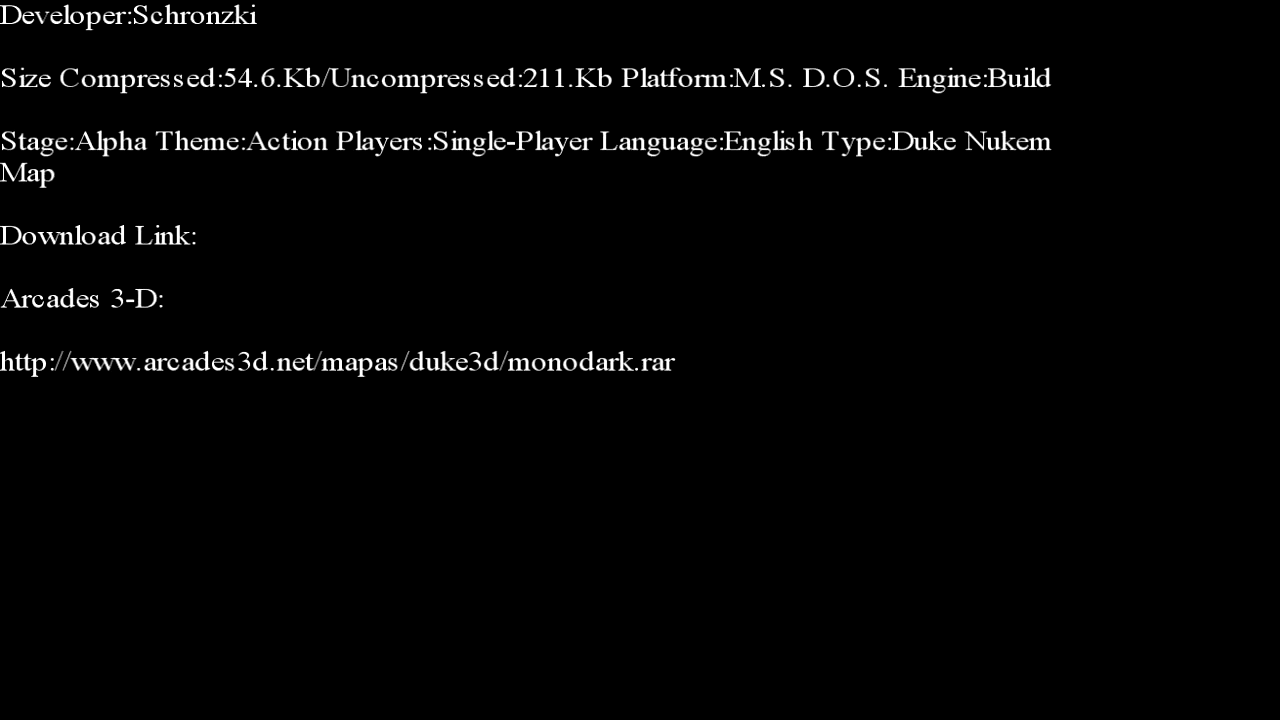 Developer:Schronzki
Size Compressed:54.6.Kb/Uncompressed:211.Kb Platform:M.S. D.O.S. Engine:Build
Stage:Alpha Theme:Action Players:Single-Player Language:English Type:Duke Nukem
Map
Download Link:
Arcades 3-D:
http://www.arcades3d.net/mapas/duke3d/monodark.rar